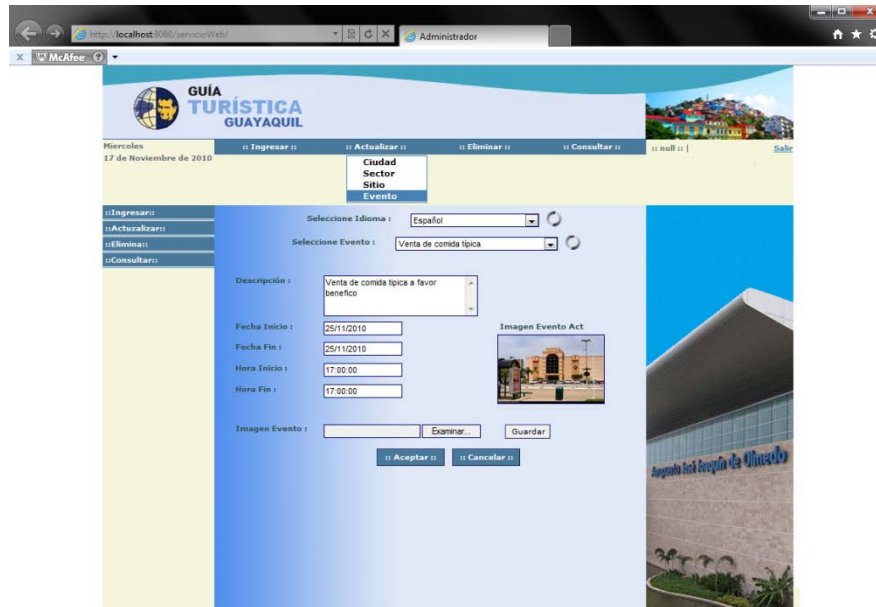 http://localhost:8080/servicioWeb/
Administrador
x McAfee
GUÍA
TURÍSTICA
GUAYAQUIL
Miercoles
17 de Noviembre de 2010
:: Ingresar ::
:: Actualizar ::
:: Eliminar ::
:: Consultar ::
:: null :: |
Salir
Ciudad
Sector
Sitio
Evento
::Ingresar::
::Actuzalizar::
::Elimina::
::Consultar::
Seleccione Idioma :
Español
Seleccione Evento :
Venta de comida típica
Descripción :
Venta de comida tipica a favor
benefico
Fecha Inicio :
25/11/2010
Fecha Fin :
25/11/2010
Hora Inicio :
17:00:00
Hora Fin :
17:00:00
Imagen Evento Act
Imagen Evento :
Examinar...
Guardar
:: Aceptar ::
:: Cancelar ::
Aeropuerto José Joaquín de Olmedo